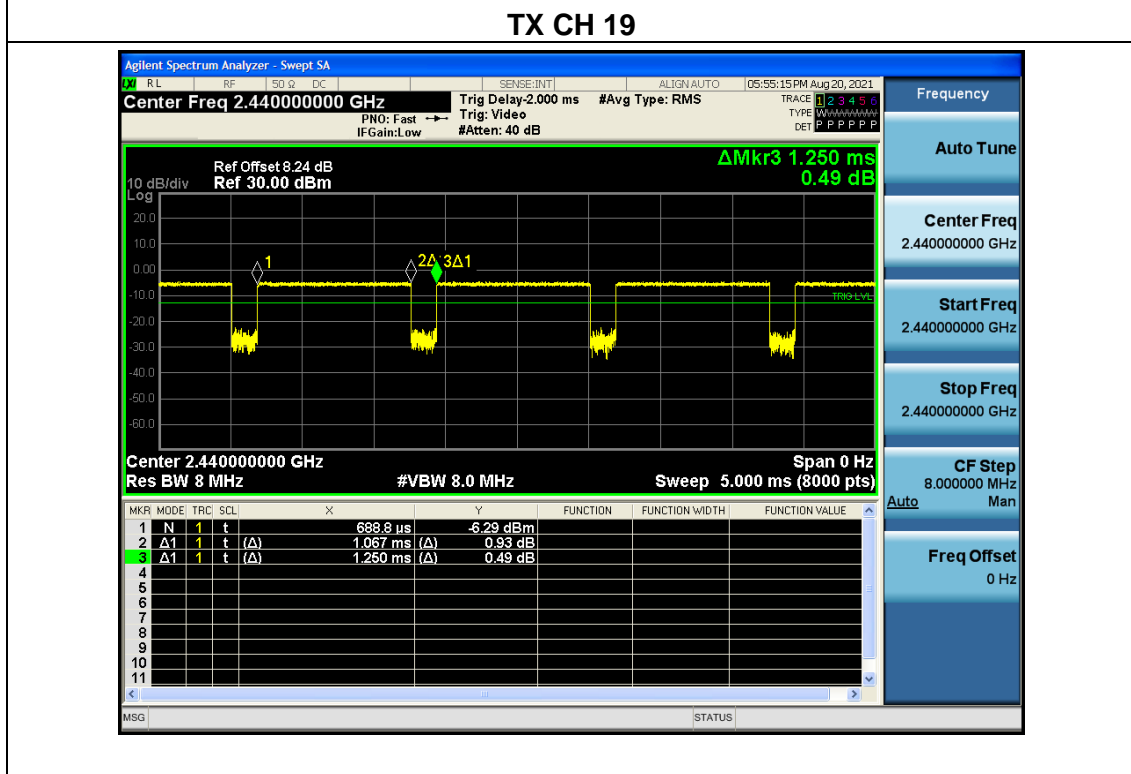 TX CH 19
Agilent Spectrum Analyzer - Swept SA
LXI RL RF 50 Ω DC SENSE:INT ALIGN AUTO 05:55:15 PM Aug 20, 2021
Center Freq 2.440000000 GHz Trig Delay-2.000 ms #Avg Type: RMS TRACE 1 2 3 4 5 6
PNO: Fast Trig: Video TYPE WWWWWW
IFGain:Low #Atten: 40 dB DET P P P P P P
ΔMkr3 1.250 ms
0.49 dB
Ref Offset 8.24 dB
10 dB/div Ref 30.00 dBm
Log
20.0
10.0
0.00
-10.0
-20.0
-30.0
-40.0
-50.0
-60.0
1
2Δ1
3Δ1
TRIG LVL
Center 2.440000000 GHz Span 0 Hz
Res BW 8 MHz #VBW 8.0 MHz Sweep 5.000 ms (8000 pts)
MKR MODE TRC SCL X Y FUNCTION FUNCTION WIDTH FUNCTION VALUE
1 N 1 t 688.8 µs -6.29 dBm
2 Δ1 1 t (Δ) 1.067 ms (Δ) 0.93 dB
3 Δ1 1 t (Δ) 1.250 ms (Δ) 0.49 dB
4
5
6
7
8
9
10
11
MSG STATUS
Frequency
Auto Tune
Center Freq
2.440000000 GHz
Start Freq
2.440000000 GHz
Stop Freq
2.440000000 GHz
CF Step
8.000000 MHz
Auto Man
Freq Offset
0 Hz